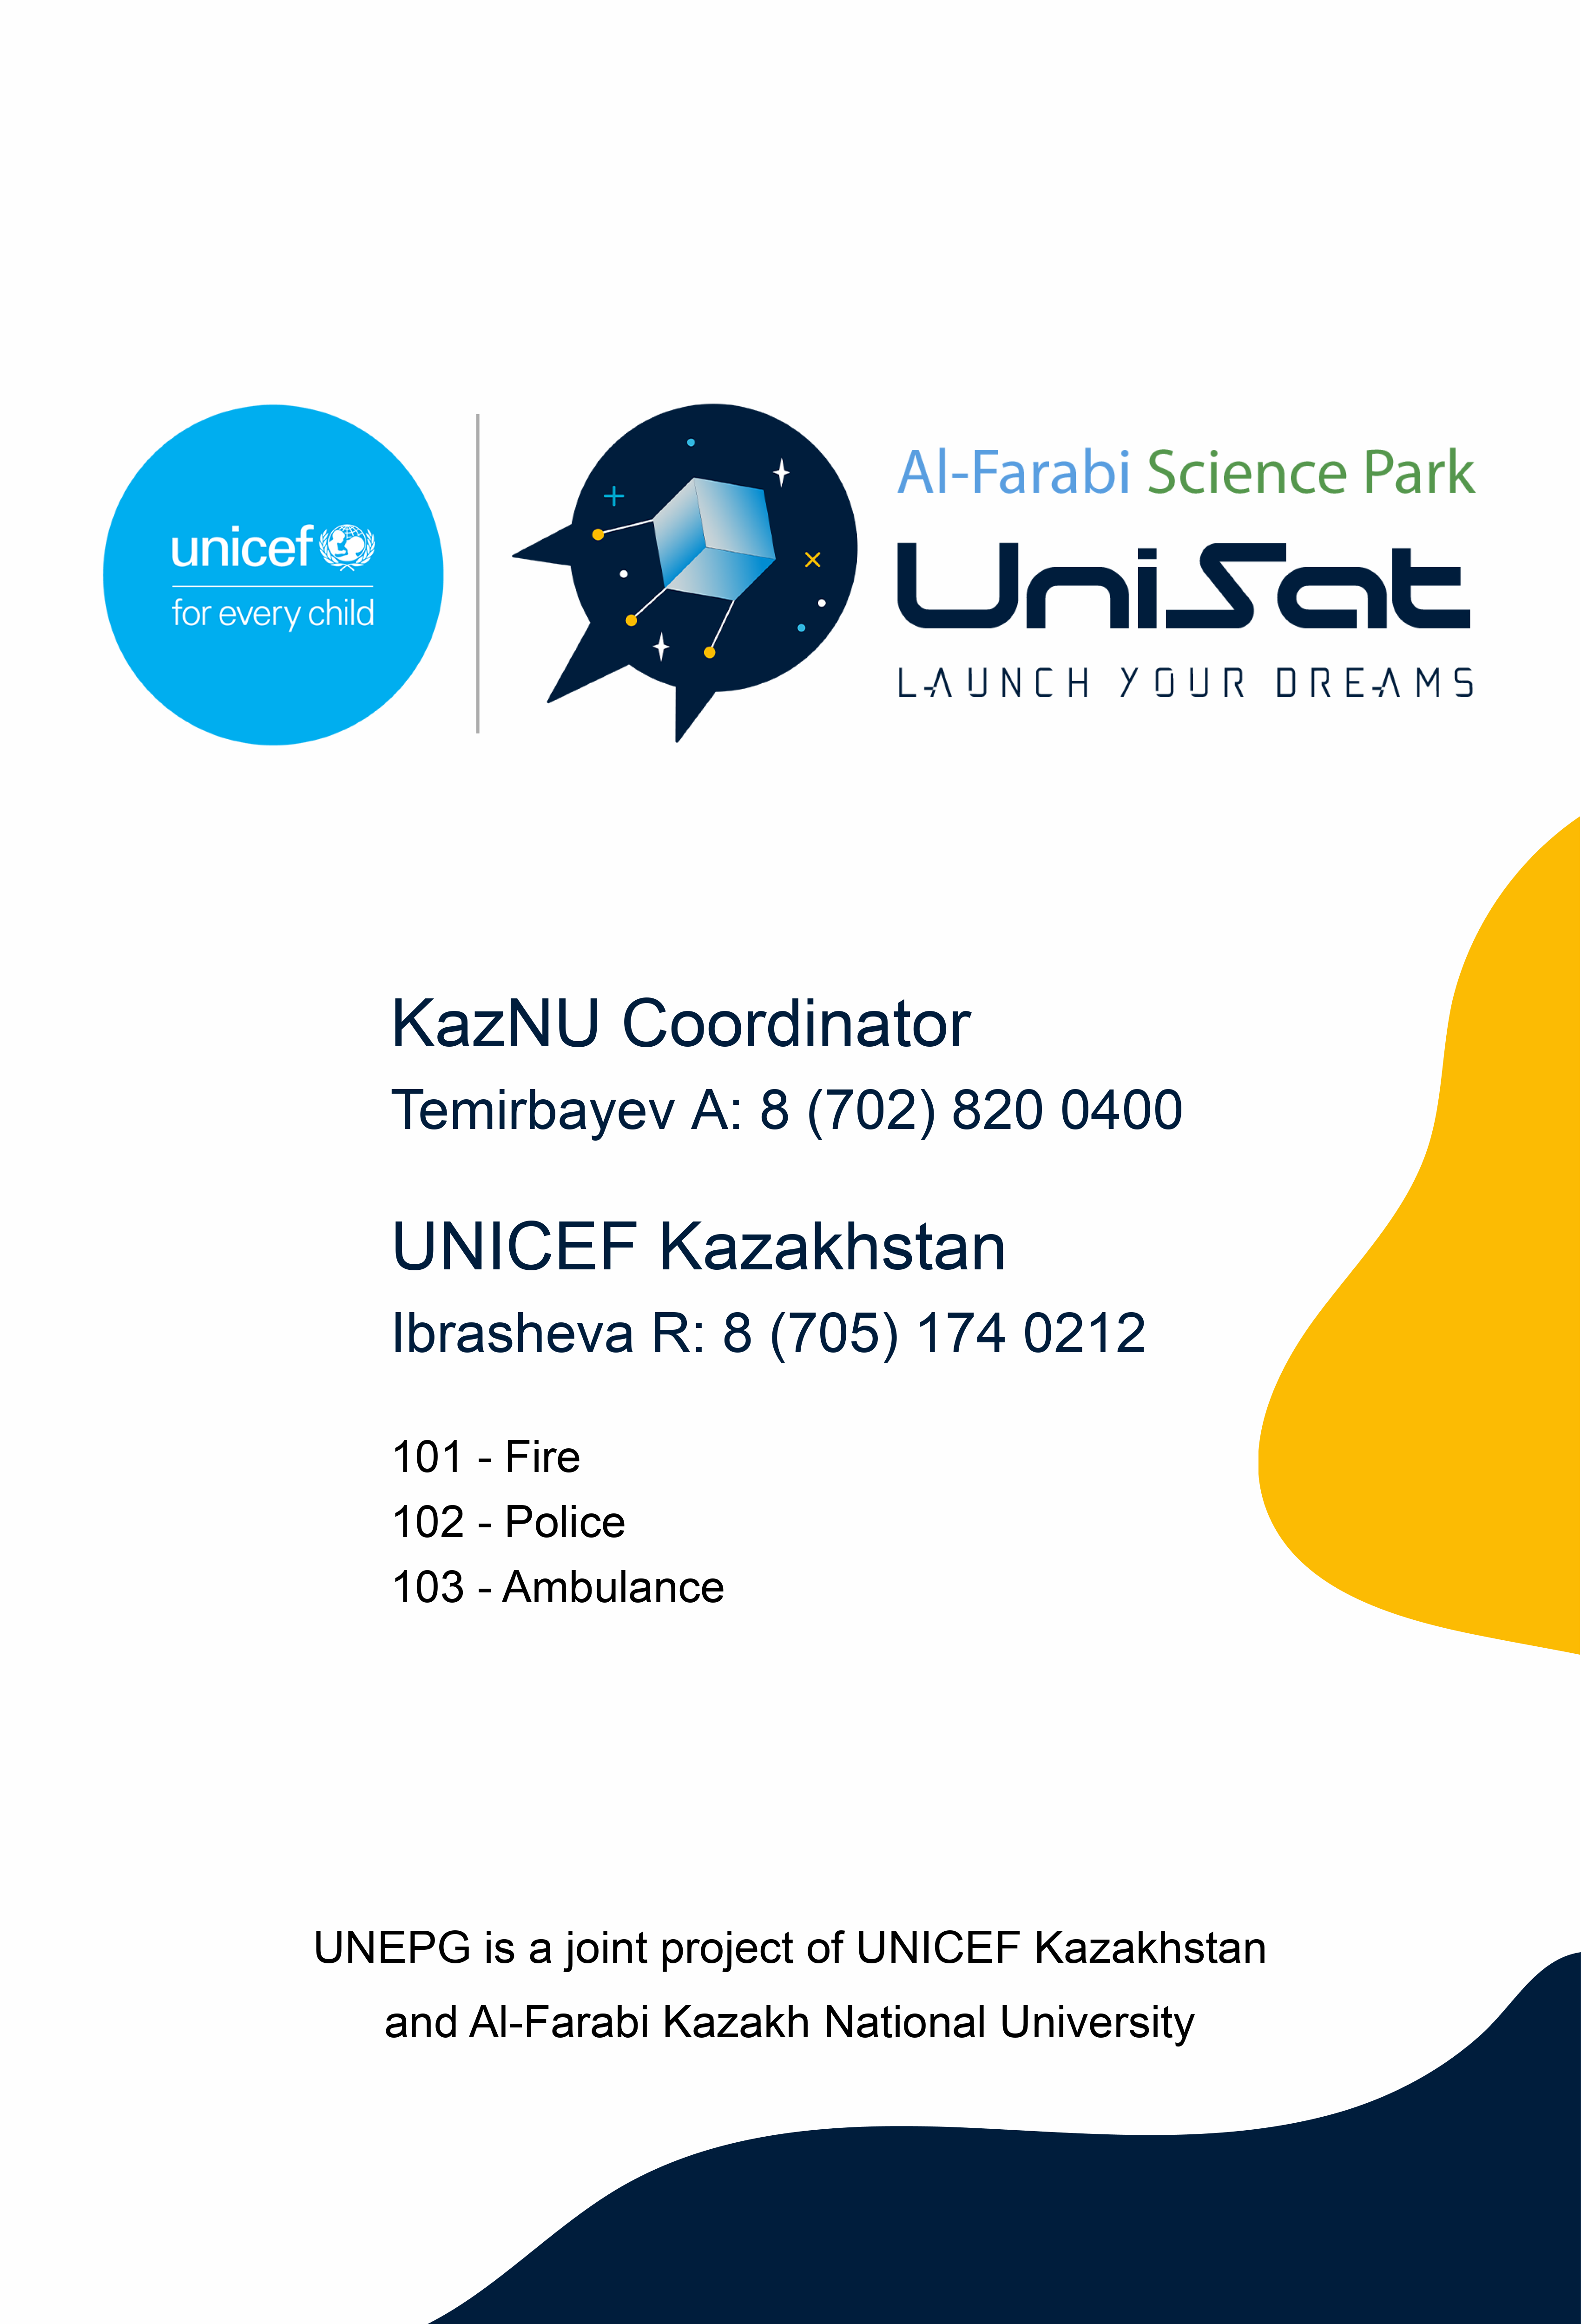 unicef
for every child
Al-Farabi Science Park
UniSat
LAUNCH YOUR DREAMS
KazNU Coordinator
Temirbayev A: 8 (702) 820 0400
UNICEF Kazakhstan
Ibrasheva R: 8 (705) 174 0212
101 - Fire
102 - Police
103 - Ambulance
UNEPG is a joint project of UNICEF Kazakhstan
and Al-Farabi Kazakh National University